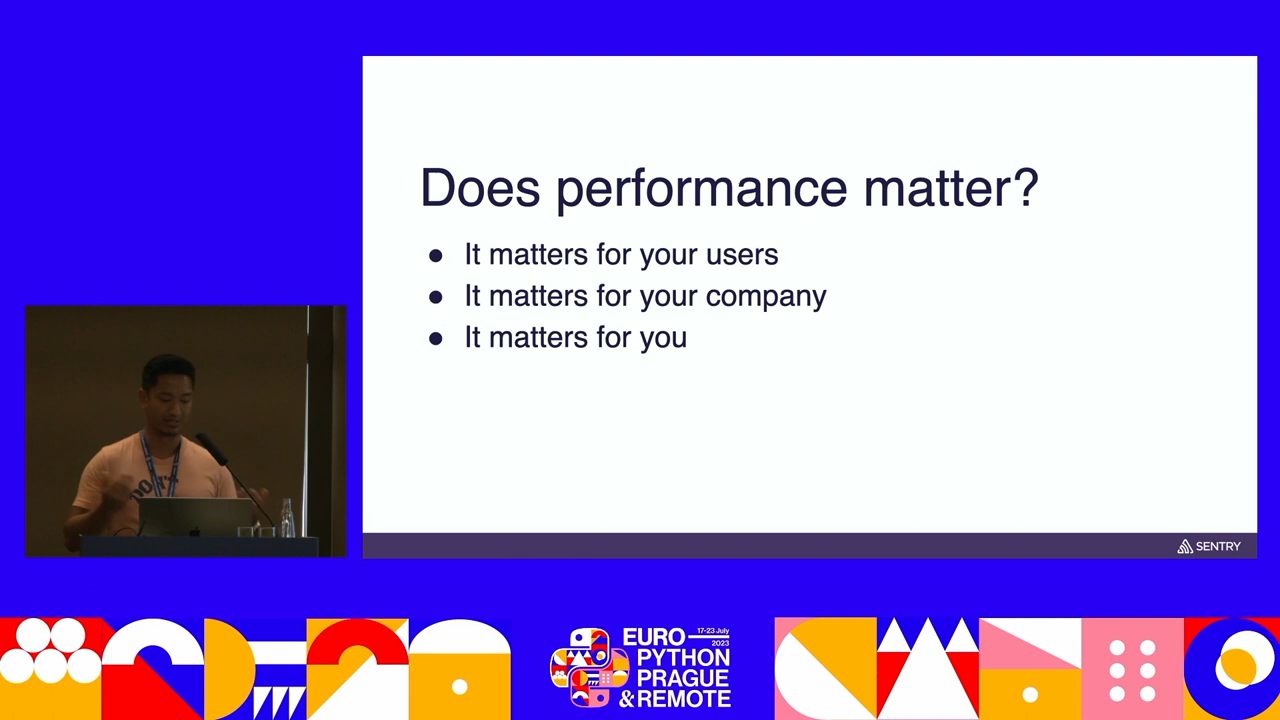 Does performance matter?
● It matters for your users
● It matters for your company
● It matters for you
SENTRY
DON'T
17-23 July
2023
EURO
PYTHON
PRAGUE
& REMOTE